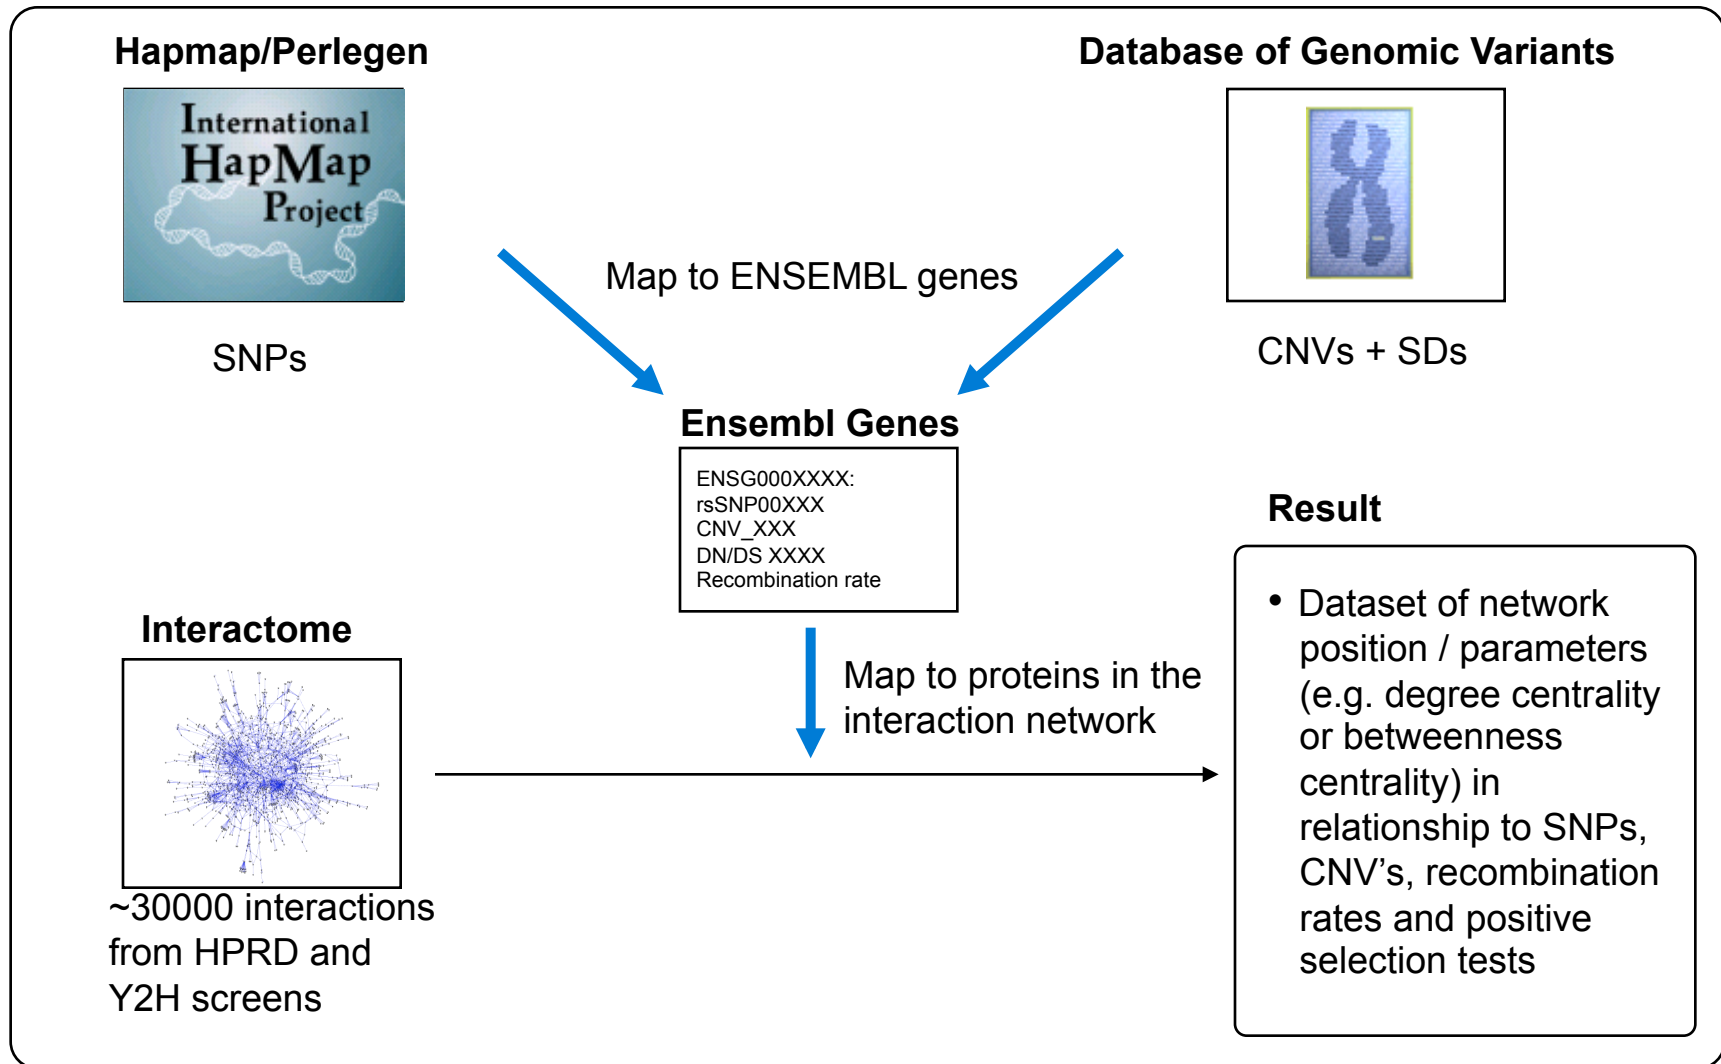 Hapmap/Perlegen
International
HapMap
Project
SNPs
Database of Genomic Variants
CNVs + SDs
Map to ENSEMBL genes
Ensembl Genes
ENSG000XXXX:
rsSNP00XXX
CNV_XXX
DN/DS XXXX
Recombination rate
Interactome
~30000 interactions
from HPRD and
Y2H screens
Map to proteins in the
interaction network
Result
• Dataset of network
position / parameters
(e.g. degree centrality
or betweenness
centrality) in
relationship to SNPs,
CNV’s, recombination
rates and positive
selection tests